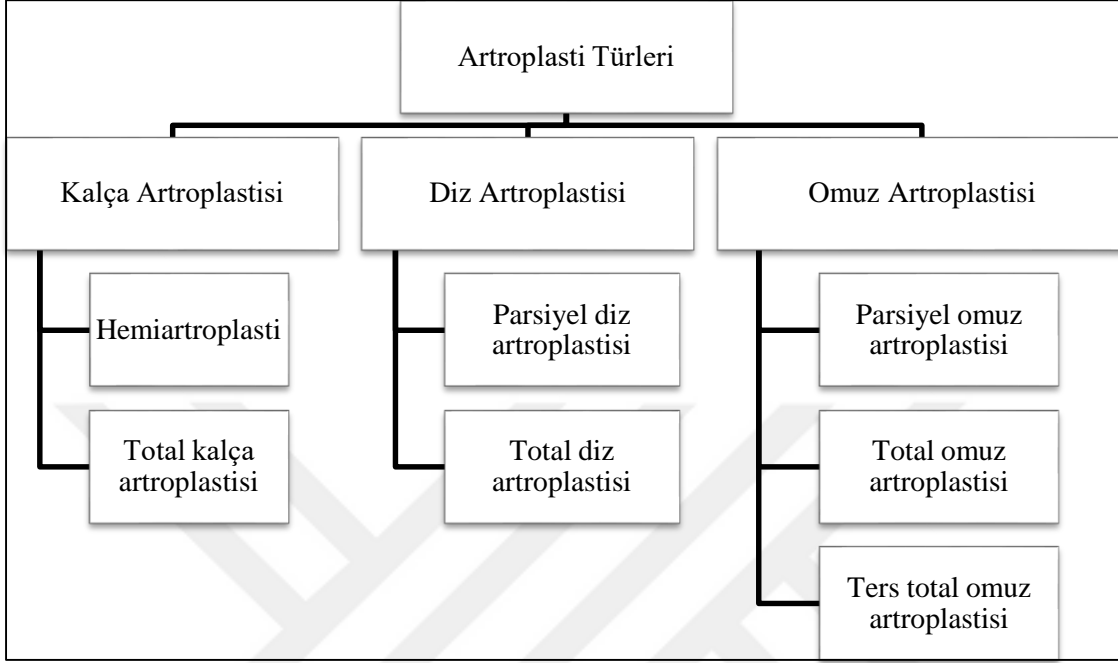 Artroplasti Türleri
Kalça Artroplastisi
Hemiartroplasti
Total kalça
artroplastisi
Diz Artroplastisi
Parsiyel diz
artroplastisi
Total diz
artroplastisi
Omuz Artroplastisi
Parsiyel omuz
artroplastisi
Total omuz
artroplastisi
Ters total omuz
artroplastisi